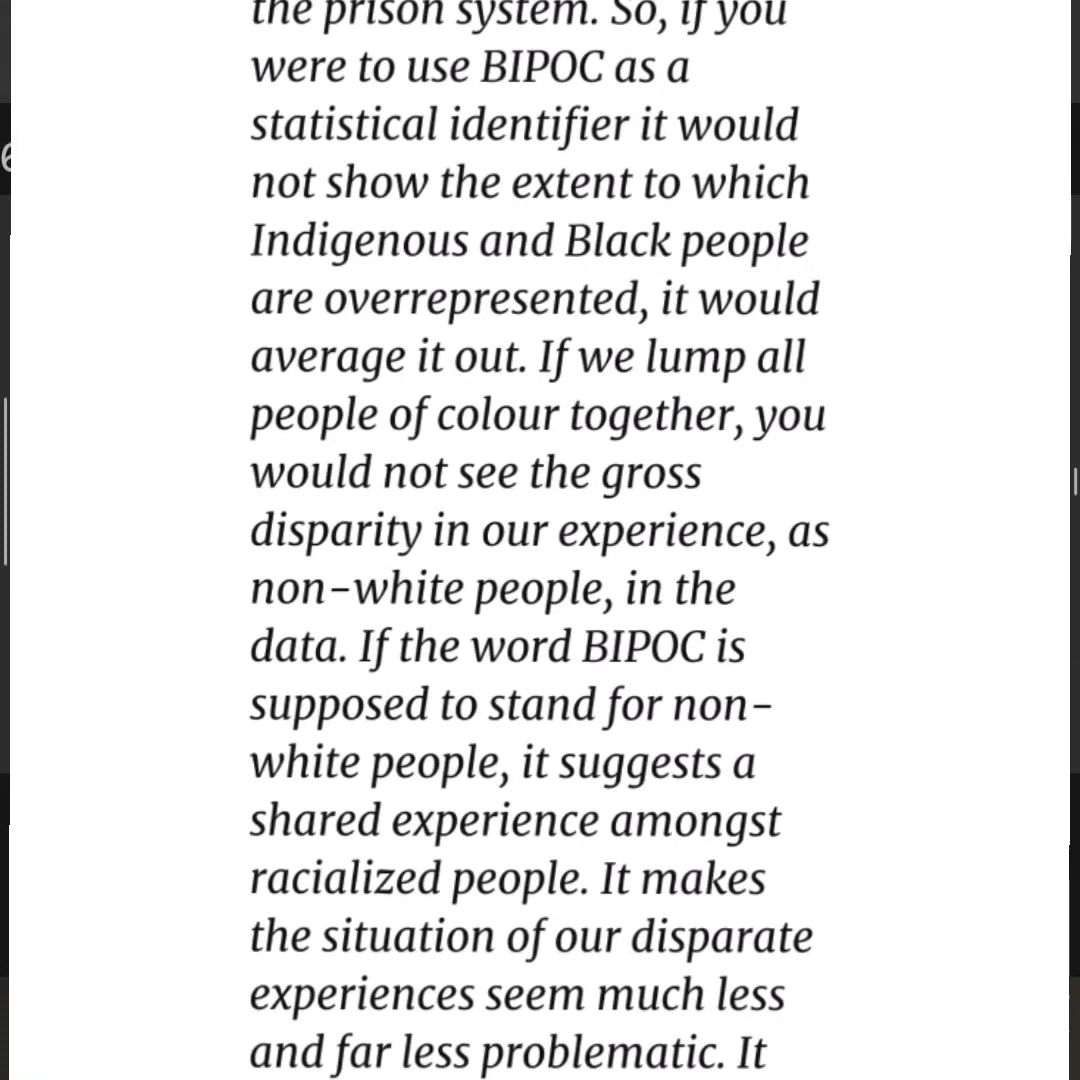 the prison system. So, if you
were to use BIPOC as a
statistical identifier it would
not show the extent to which
Indigenous and Black people
are overrepresented, it would
average it out. If we lump all
people of colour together, you
would not see the gross
disparity in our experience, as
non-white people, in the
data. If the word BIPOC is
supposed to stand for non-
white people, it suggests a
shared experience amongst
racialized people. It makes
the situation of our disparate
experiences seem much less
and far less problematic. It